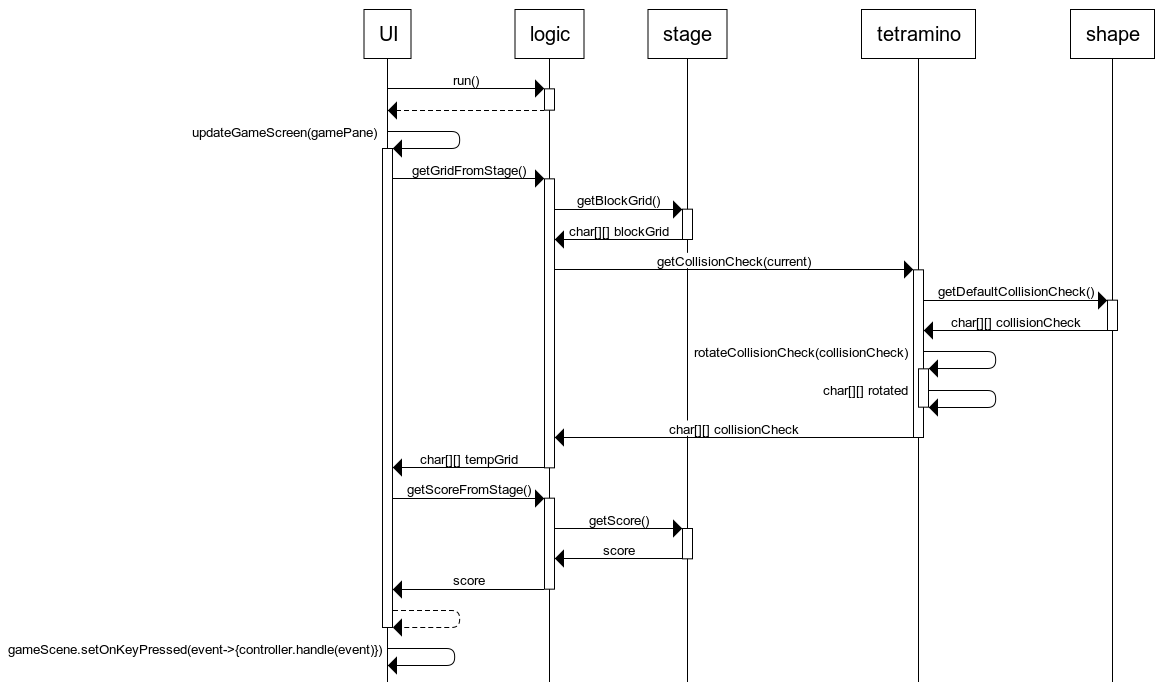 UI
logic
stage
tetramino
shape
run()
updateGameScreen(gamePane)
getGridFromStage()
getBlockGrid()
char[][] blockGrid
getCollisionCheck(current)
getDefaultCollisionCheck()
char[][] collisionCheck
rotateCollisionCheck(collisionCheck)
char[][] rotated
char[][] collisionCheck
char[][] tempGrid
getScoreFromStage()
getScore()
score
score
gameScene.setOnKeyPressed(event->{controller.handle(event)})